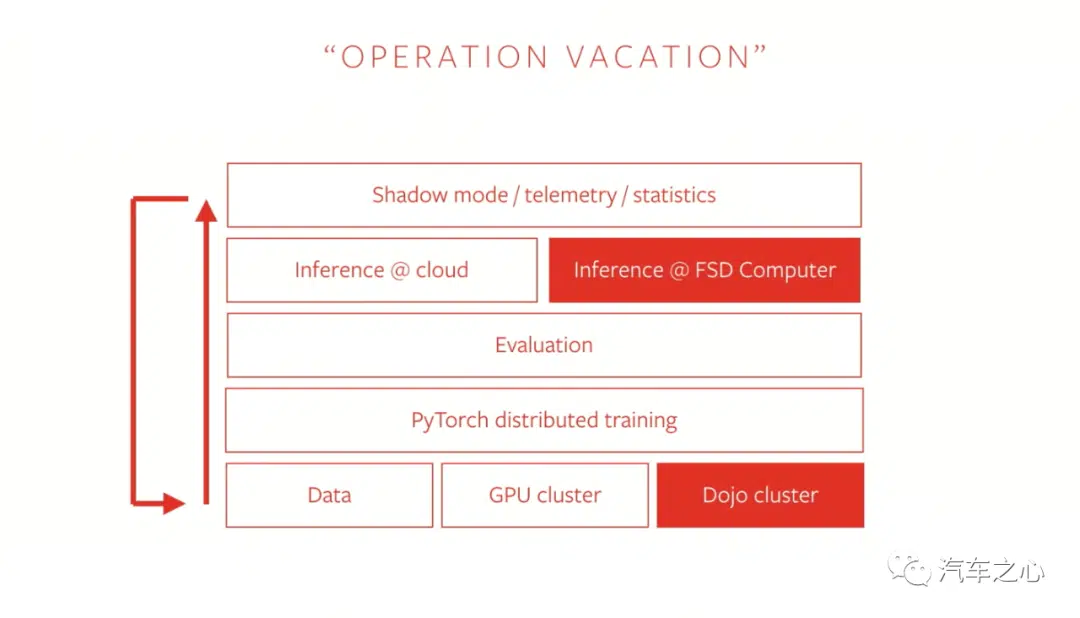 “OPERATION VACATION”
Shadow mode / telemetry / statistics
Inference @ cloud
Inference @ FSD Computer
Evaluation
PyTorch distributed training
Data
GPU cluster
Dojo cluster
汽车之心